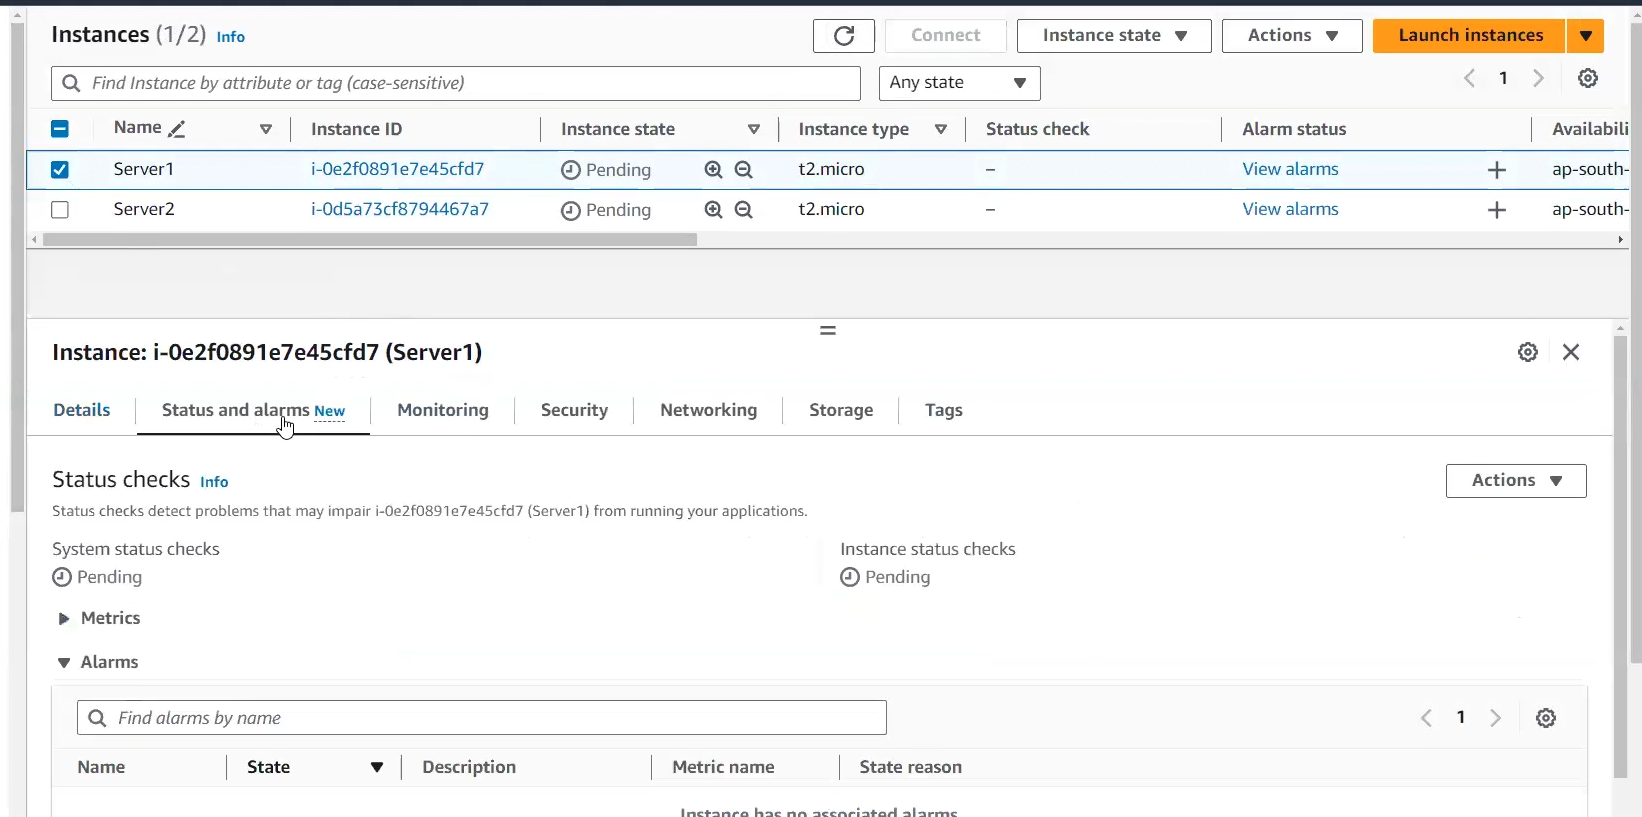 Instances (1/2) Info Connect Instance state Actions Launch instances
Find Instance by attribute or tag (case-sensitive) Any state 1
Name Instance ID Instance state Instance type Status check Alarm status Availabili
Server1 i-0e2f0891e7e45cfd7 Pending t2.micro – View alarms ap-south-
Server2 i-0d5a73cf8794467a7 Pending t2.micro – View alarms ap-south-
Instance: i-0e2f0891e7e45cfd7 (Server1)
Details Status and alarms New Monitoring Security Networking Storage Tags
Status checks Info Actions
Status checks detect problems that may impair i-0e2f0891e7e45cfd7 (Server1) from running your applications.
System status checks Instance status checks
Pending Pending
Metrics
Alarms
Find alarms by name 1
Name State Description Metric name State reason
Instance has no associated alarms